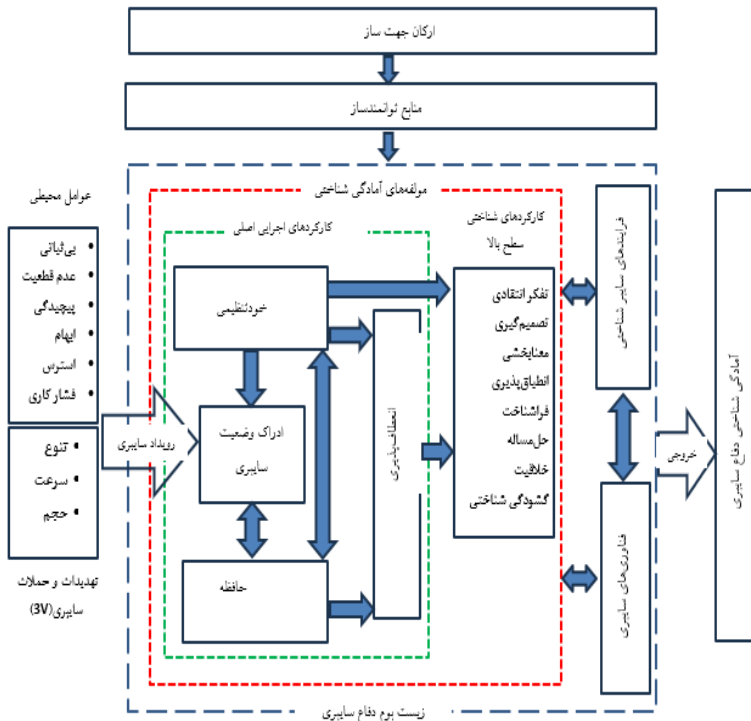 ارکان جهت ساز
منابع توانمندساز
عوامل محیطی
بی‌ثباتی
عدم قطعیت
پیچیدگی
ابهام
استرس
فشار کاری
تنوع
سرعت
حجم
تهدیدات و حملات
سایبری(3V)
رویداد سایبری
مولفه‌های آمادگی شناختی
کارکردهای اجرایی اصلی
خودتنظیمی
ادراک وضعیت
سایبری
حافظه
انعطاف‌پذیری
کارکردهای شناختی
سطح بالا
تفکر انتقادی
تصمیم‌گیری
معنابخشی
انطباق‌پذیری
فراشناخت
حل‌مساله
خلاقیت
گشودگی شناختی
فرایندهای سایبر شناختی
فناوری‌های سایبری
خروجی
آمادگی شناختی دفاع سایبری
زیست بوم دفاع سایبری